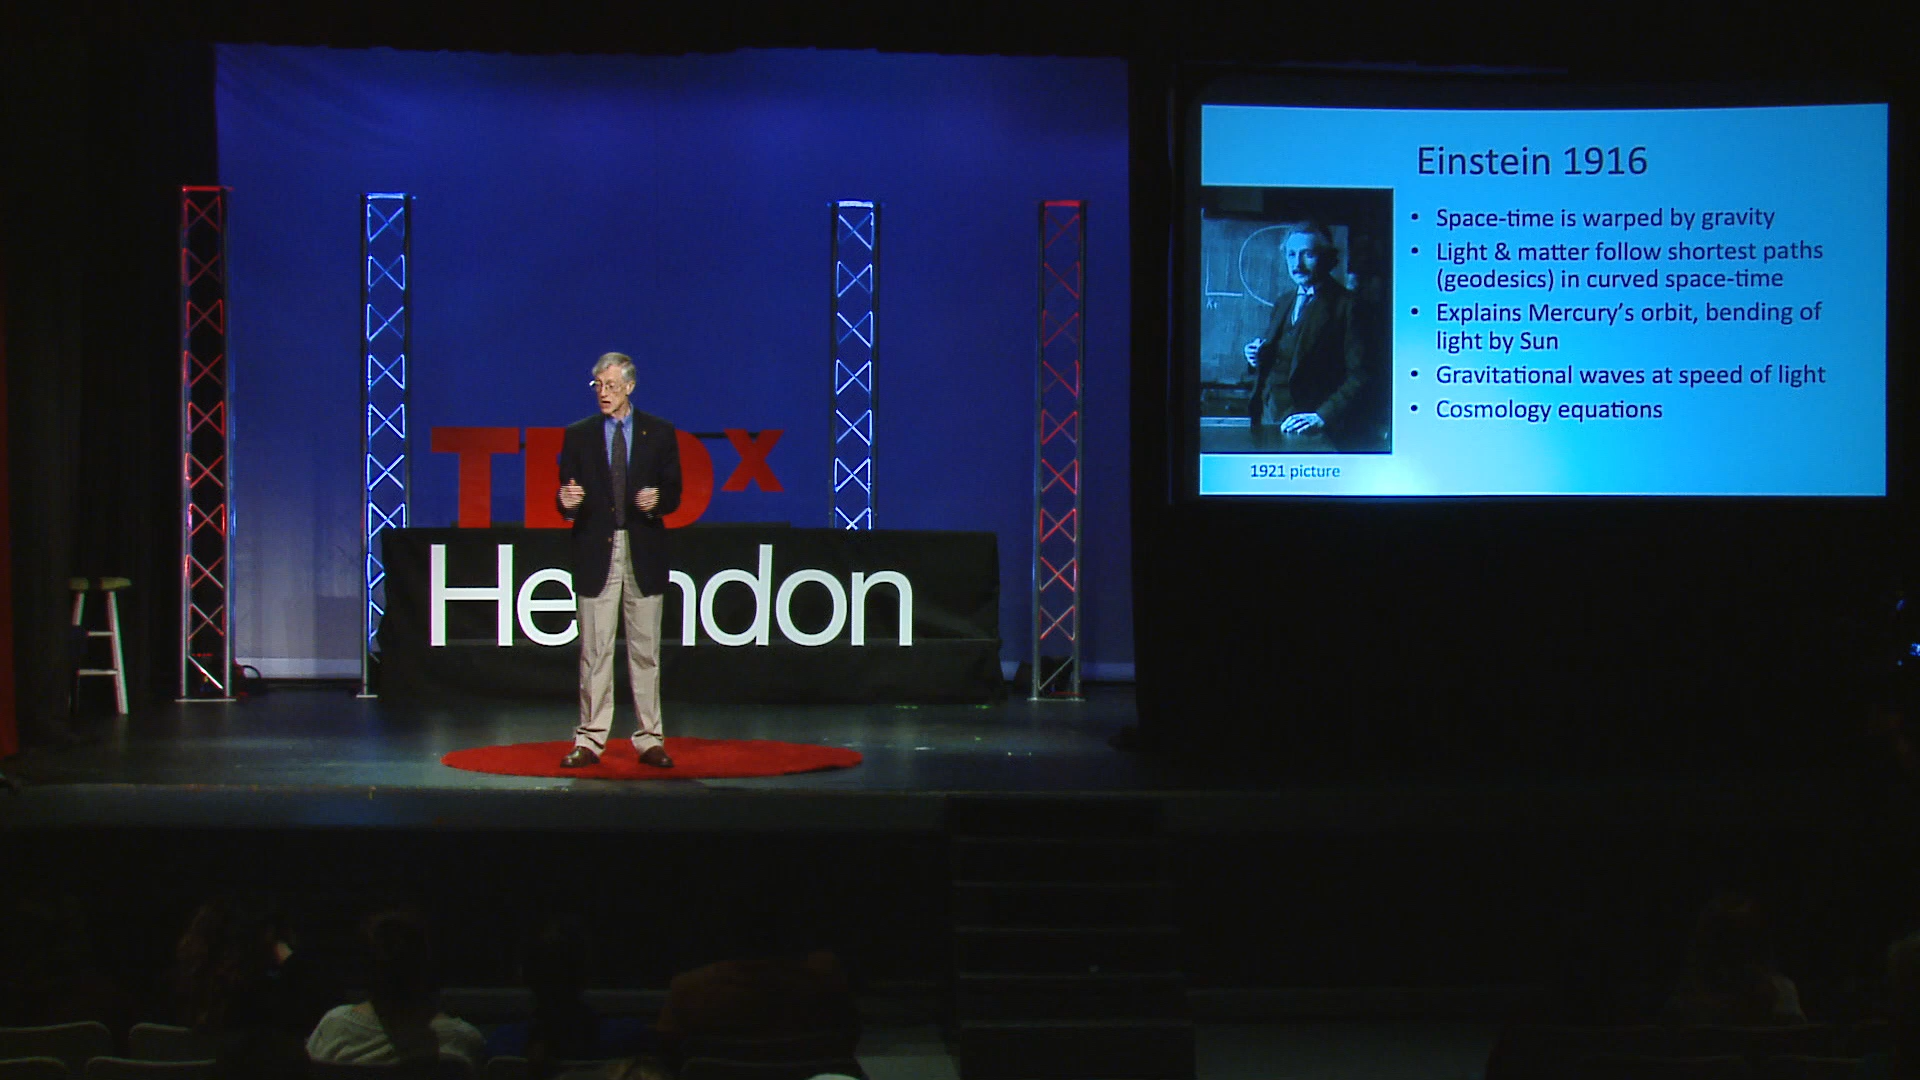 TEDx
Herndon
Einstein 1916
• Space-time is warped by gravity
• Light & matter follow shortest paths
(geodesics) in curved space-time
• Explains Mercury's orbit, bending of
light by Sun
• Gravitational waves at speed of light
• Cosmology equations
1921 picture